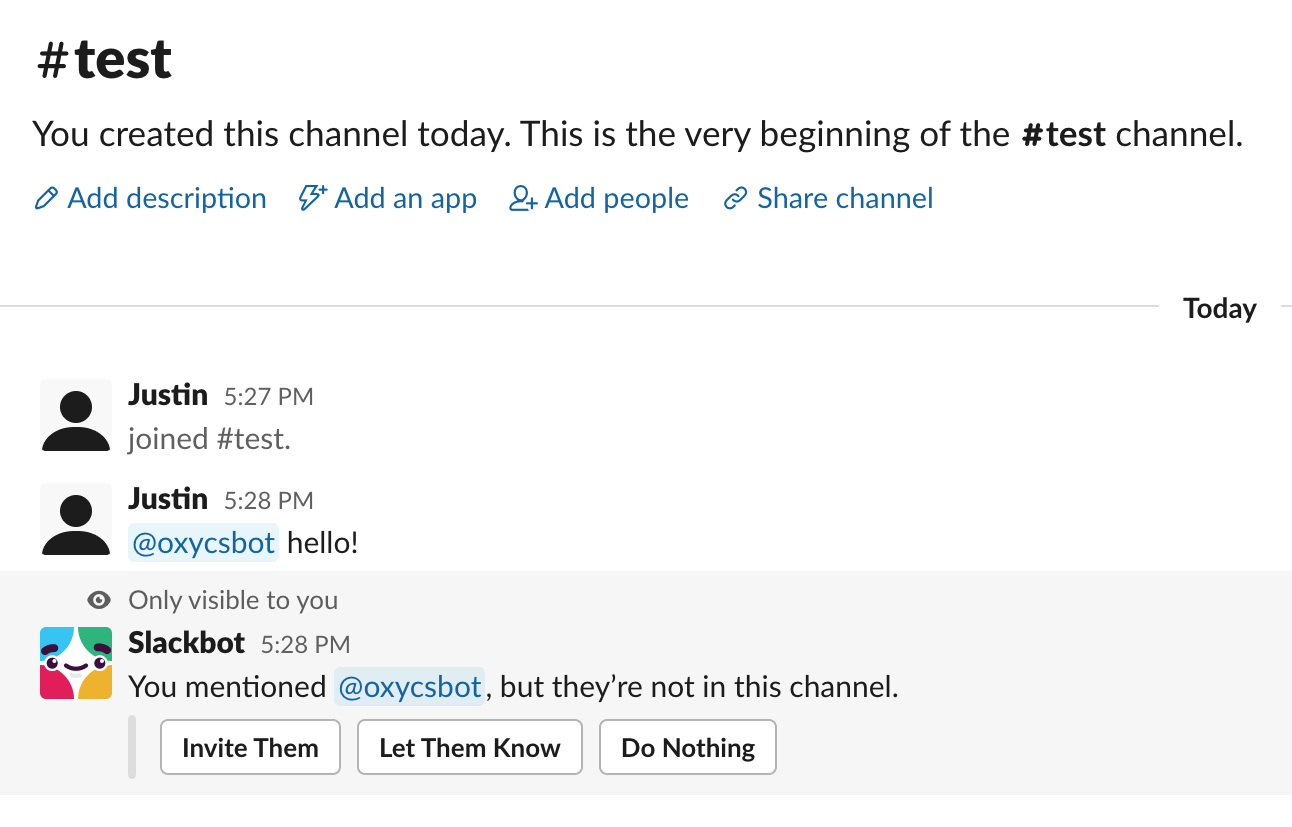 #test
You created this channel today. This is the very beginning of the #test channel.
Add description Add an app Add people Share channel
Today
Justin 5:27 PM
joined #test.
Justin 5:28 PM
@oxycsbot hello!
Only visible to you
Slackbot 5:28 PM
You mentioned @oxycsbot, but they’re not in this channel.
Invite Them Let Them Know Do Nothing